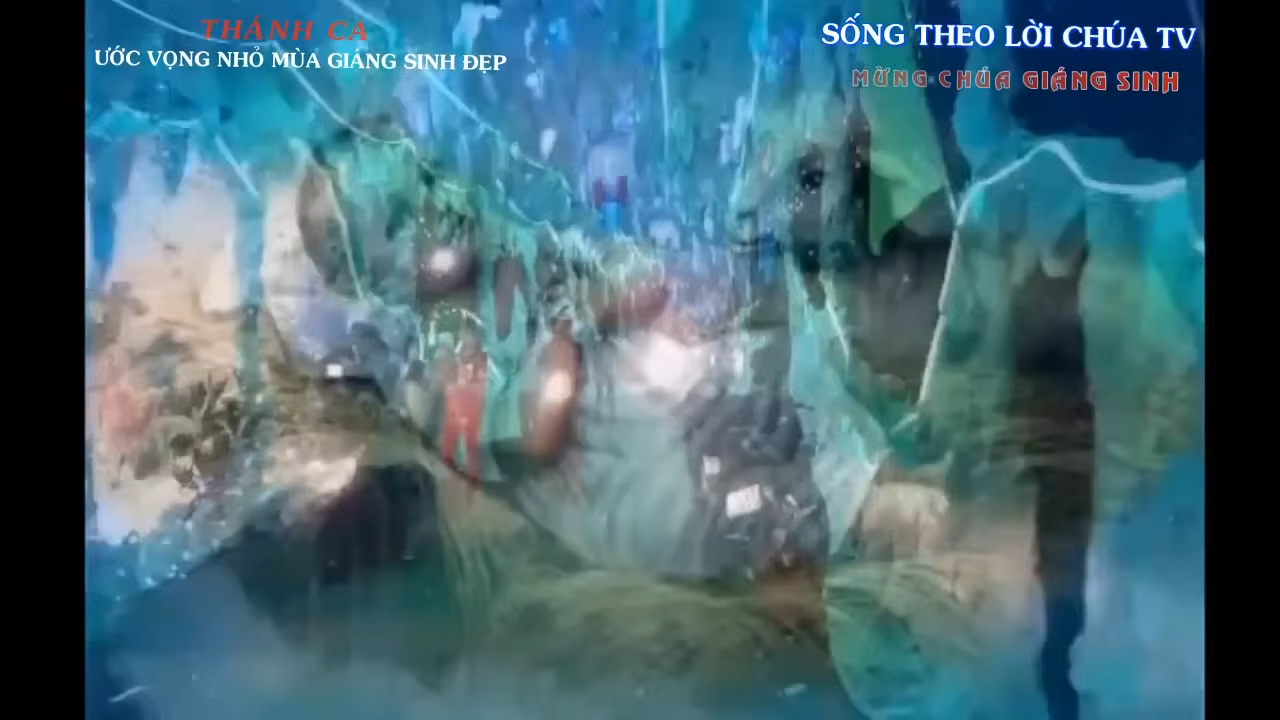 THÁNH CA
ƯỚC VỌNG NHỎ MÙA GIÁNG SINH ĐẸP
SỐNG THEO LỜI CHÚA TV
MỪNG CHÚA GIÁNG SINH